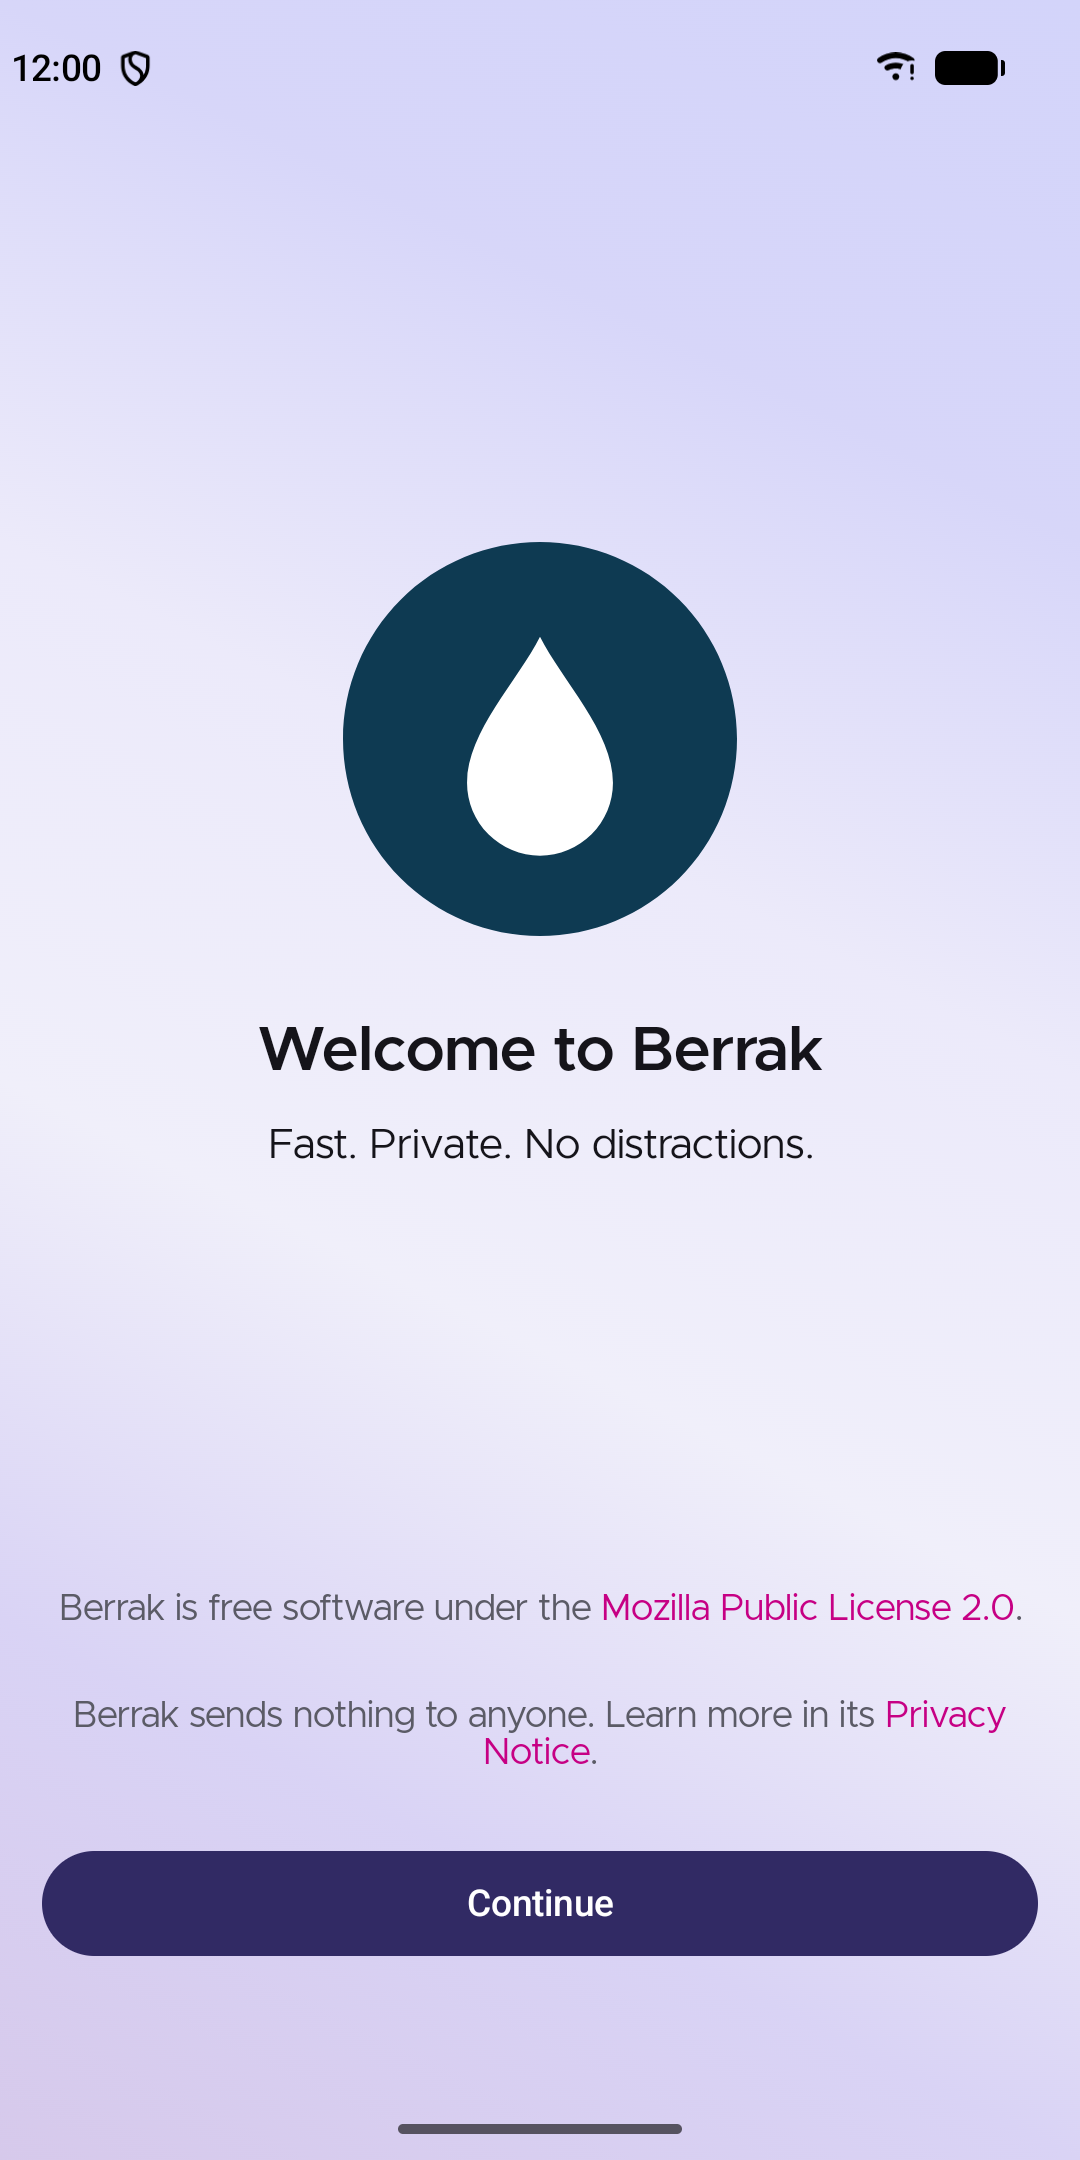 12:00
Welcome to Berrak
Fast. Private. No distractions.
Berrak is free software under the Mozilla Public License 2.0.
Berrak sends nothing to anyone. Learn more in its Privacy
Notice.
Continue